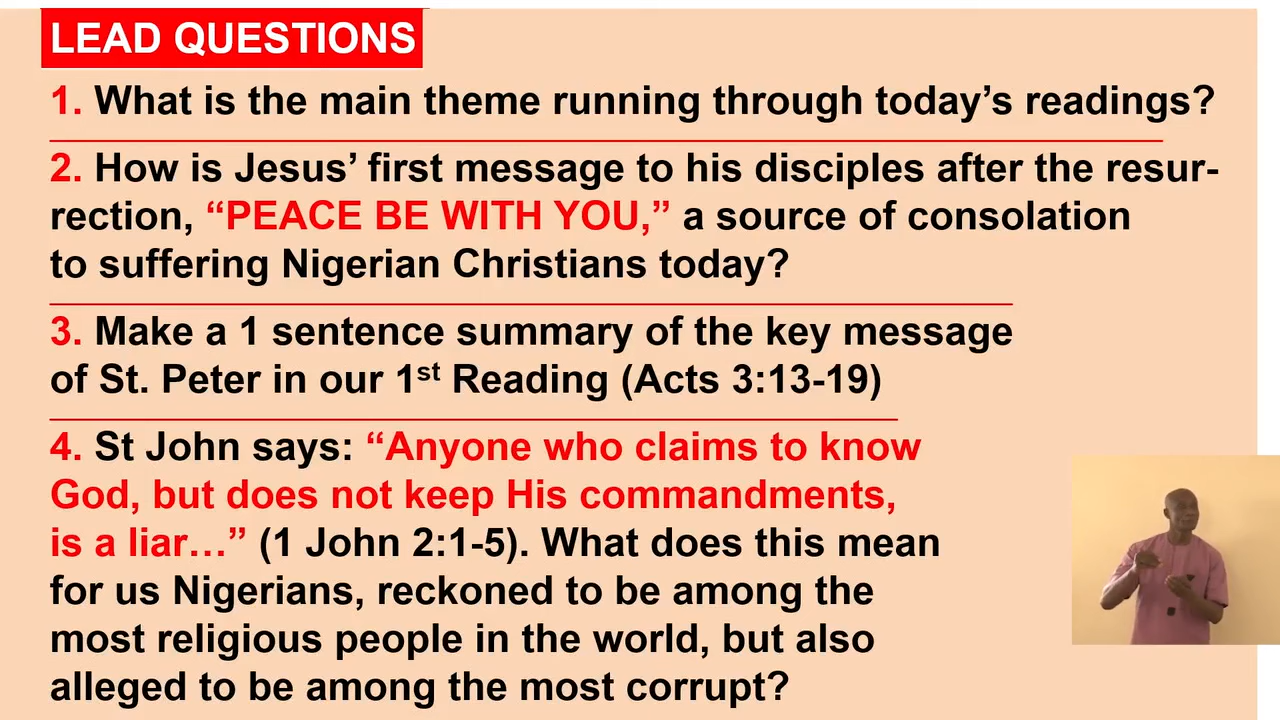 LEAD QUESTIONS
1. What is the main theme running through today’s readings?
2. How is Jesus’ first message to his disciples after the resur-
rection, “PEACE BE WITH YOU,” a source of consolation
to suffering Nigerian Christians today?
3. Make a 1 sentence summary of the key message
of St. Peter in our 1st Reading (Acts 3:13-19)
4. St John says: “Anyone who claims to know
God, but does not keep His commandments,
is a liar…” (1 John 2:1-5). What does this mean
for us Nigerians, reckoned to be among the
most religious people in the world, but also
alleged to be among the most corrupt?